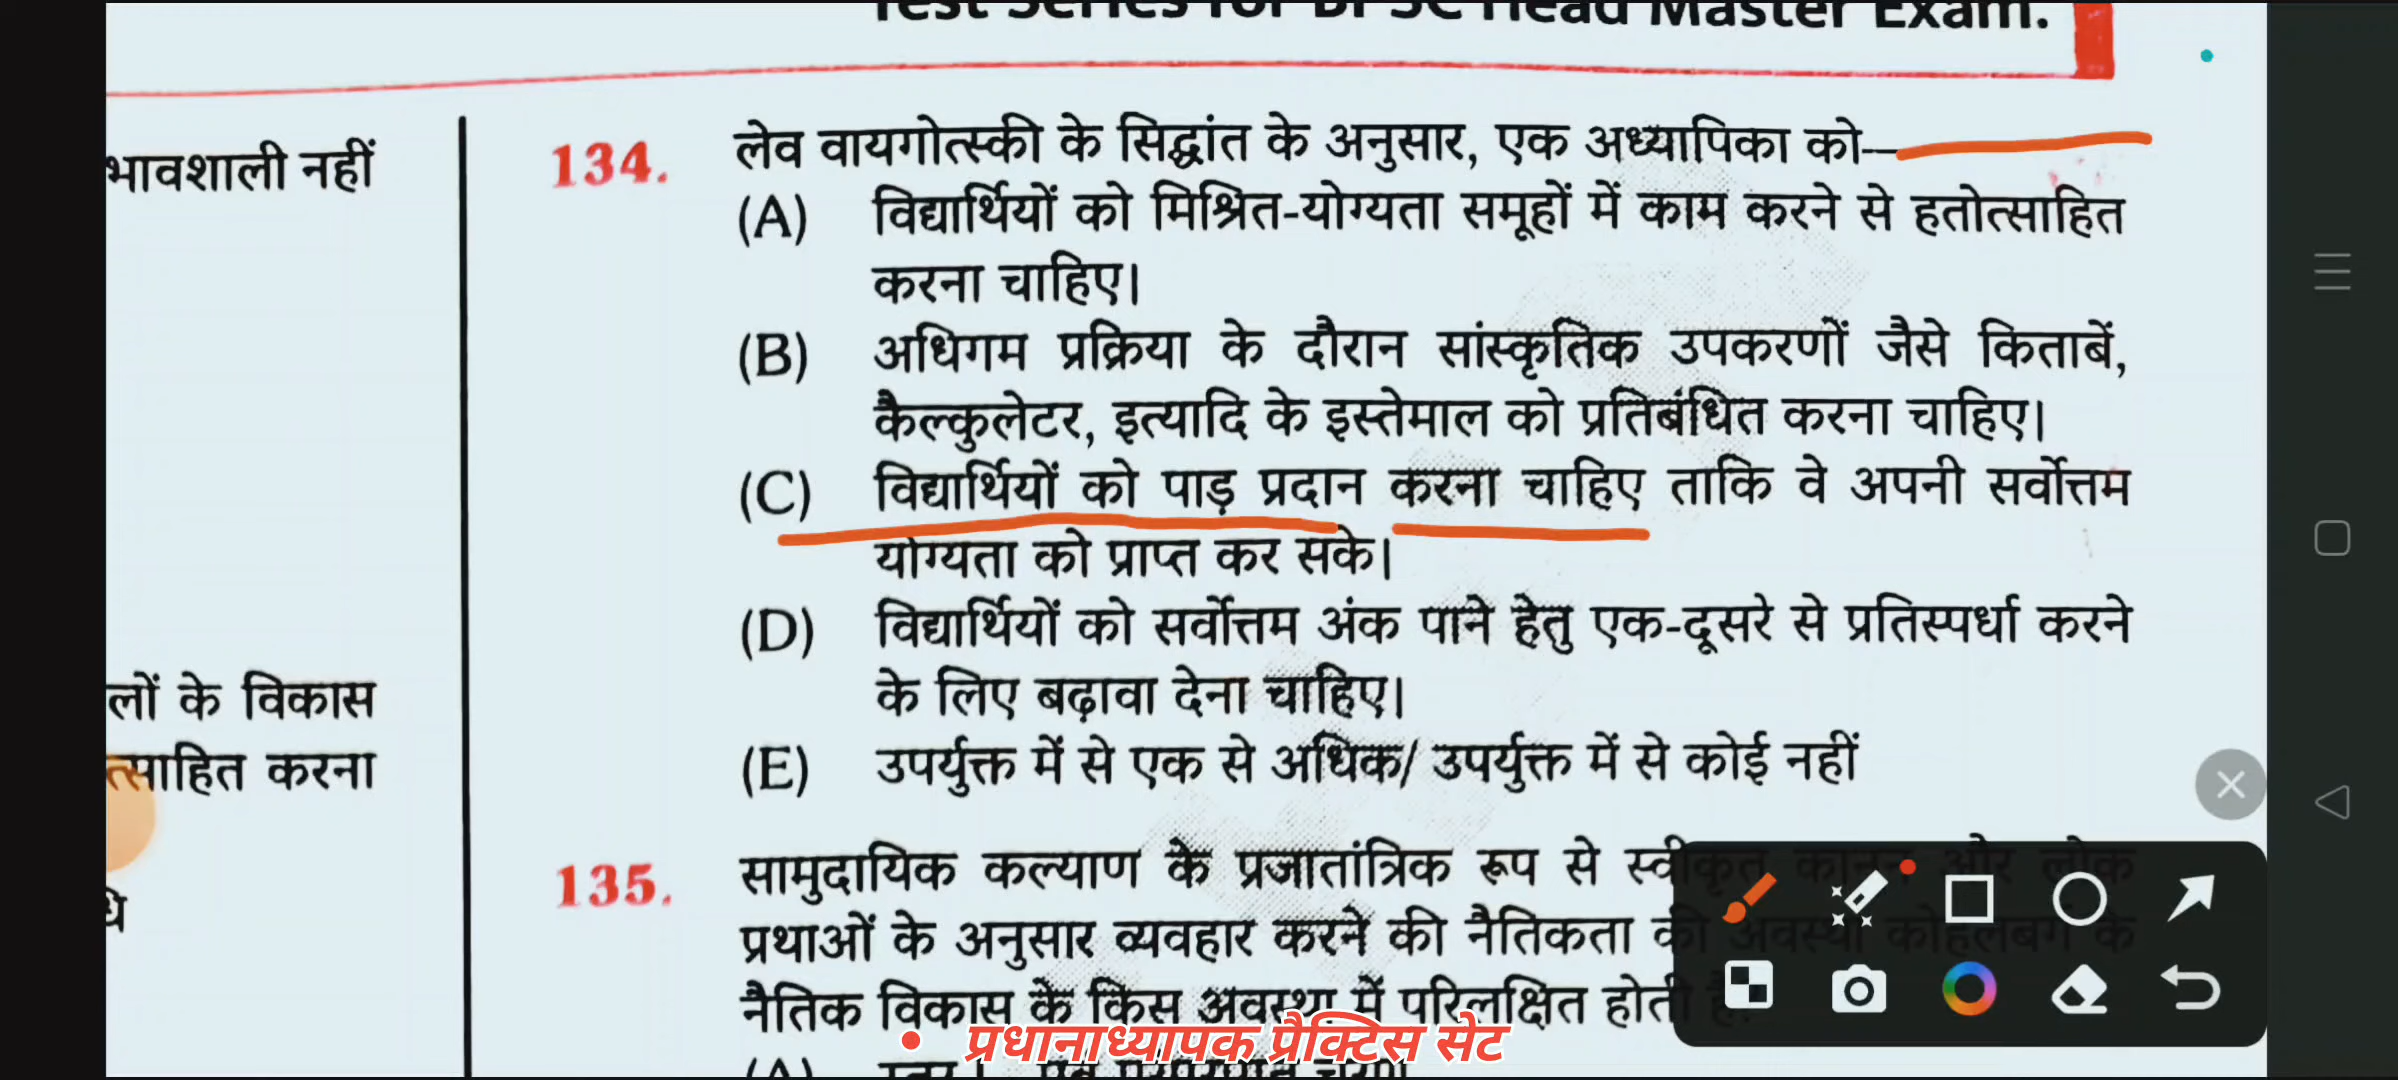 Test Series for BPSC Head Master Exam.
भावशाली नहीं
लों के विकास
त्साहित करना
धि
134. लेव वायगोत्स्की के सिद्धांत के अनुसार, एक अध्यापिका को—
(A) विद्यार्थियों को मिश्रित-योग्यता समूहों में काम करने से हतोत्साहित
करना चाहिए।
(B) अधिगम प्रक्रिया के दौरान सांस्कृतिक उपकरणों जैसे किताबें,
कैल्कुलेटर, इत्यादि के इस्तेमाल को प्रतिबंधित करना चाहिए।
(C) विद्यार्थियों को पाड़ प्रदान करना चाहिए ताकि वे अपनी सर्वोत्तम
योग्यता को प्राप्त कर सके।
(D) विद्यार्थियों को सर्वोत्तम अंक पाने हेतु एक-दूसरे से प्रतिस्पर्धा करने
के लिए बढ़ावा देना चाहिए।
(E) उपर्युक्त में से एक से अधिक/ उपर्युक्त में से कोई नहीं
135. सामुदायिक कल्याण के प्रजातांत्रिक रूप से स्वीकृत कानून और लोक
प्रथाओं के अनुसार व्यवहार करने की नैतिकता की अवस्था कोहलबर्ग के
नैतिक विकास के किस अवस्था में परिलक्षित होती है?
• प्रधानाध्यापक प्रैक्टिस सेट
(A)